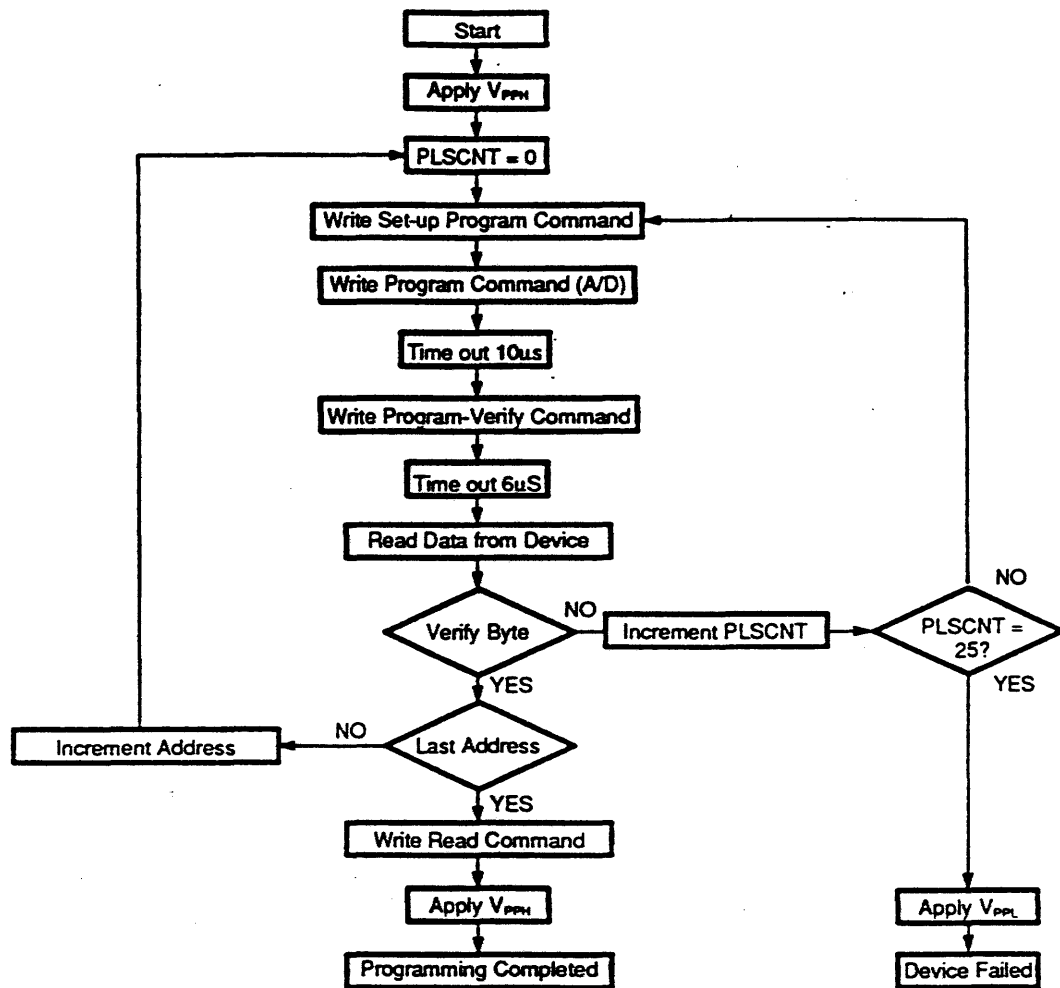 Start
Apply VPPH
PLSCNT = 0
Write Set-up Program Command
Write Program Command (A/D)
Time out 10us
Write Program-Verify Command
Time out 6uS
Read Data from Device
Verify Byte
NO
Increment PLSCNT
PLSCNT =
25?
NO
YES
YES
Last Address
NO
Increment Address
YES
Write Read Command
Apply VPPH
Programming Completed
Apply VPPL
Device Failed